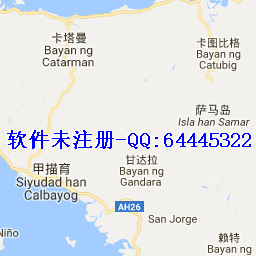 卡塔曼
Bayan ng
Catarman
卡图比格
Bayan ng
Catubig
萨马岛
Isla han Samar
软件未注册-QQ:64445322
甲描育
Siyudad han
Calbayog
甘达拉
Bayan ng
Gandara
AH26
San Jorge
Niño
賴特
Bayan ng